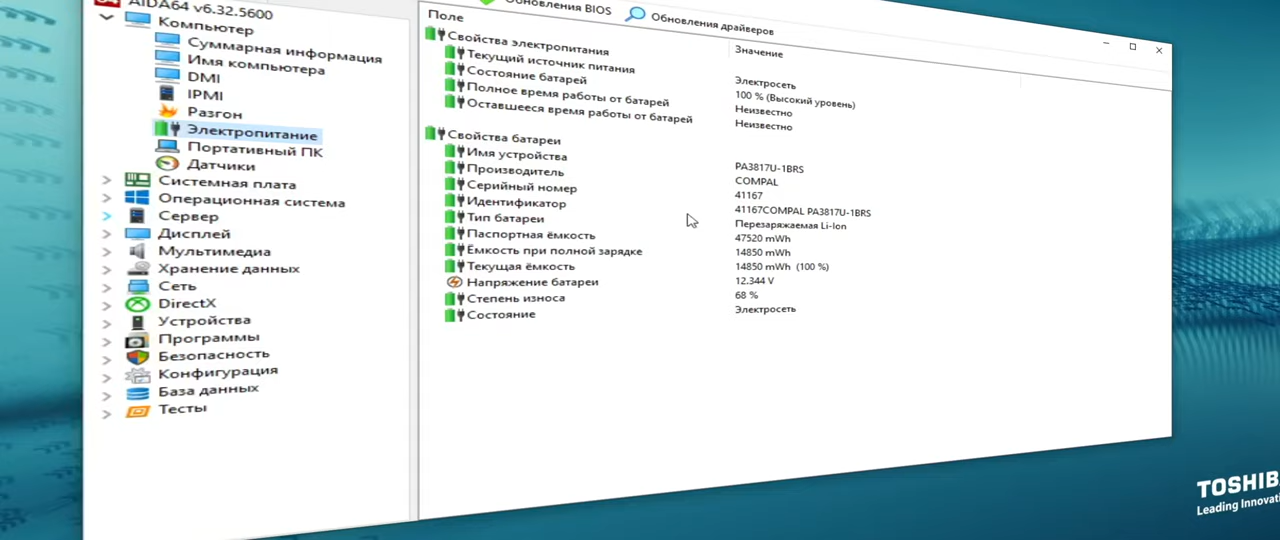 AIDA64 v6.32.5600
Компьютер
Суммарная информация
Имя компьютера
DMI
IPMI
Разгон
Электропитание
Портативный ПК
Датчики
Системная плата
Операционная система
Сервер
Дисплей
Мультимедиа
Хранение данных
Сеть
DirectX
Устройства
Программы
Безопасность
Конфигурация
База данных
Тесты
Обновления BIOS
Обновления драйверов
Поле Значение
Свойства электропитания
Текущий источник питания Электросеть
Состояние батарей 100 % (Высокий уровень)
Полное время работы от батарей Неизвестно
Оставшееся время работы от батарей Неизвестно
Свойства батареи
Имя устройства PA3817U-1BRS
Производитель COMPAL
Серийный номер 41167
Идентификатор 41167COMPAL PA3817U-1BRS
Тип батареи Перезаряжаемая Li-Ion
Паспортная ёмкость 47520 mWh
Ёмкость при полной зарядке 14850 mWh
Текущая ёмкость 14850 mWh (100 %)
Напряжение батареи 12.344 V
Степень износа 68 %
Состояние Электросеть
TOSHIB
Leading Innovati